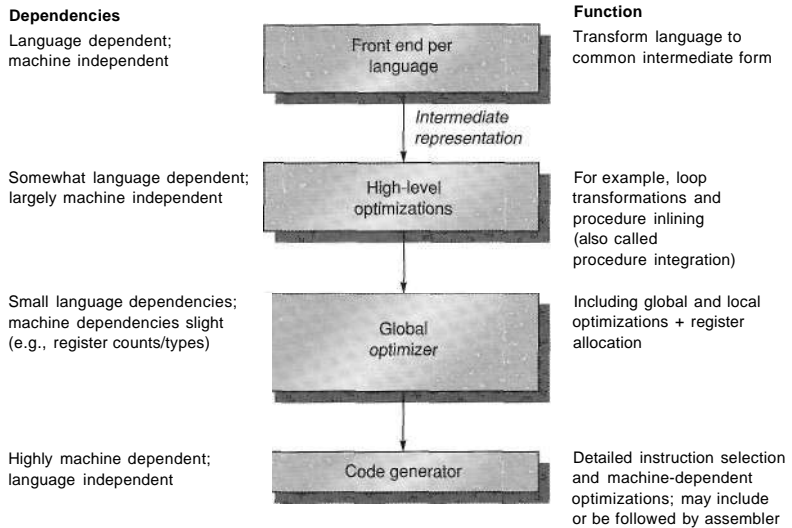 Dependencies
Function
Language dependent;
machine independent
Front end per
language
Transform language to
common intermediate form
Intermediate
representation
Somewhat language dependent;
largely machine independent
High-level
optimizations
For example, loop
transformations and
procedure inlining
(also called
procedure integration)
Small language dependencies;
machine dependencies slight
(e.g., register counts/types)
Global
optimizer
Including global and local
optimizations + register
allocation
Highly machine dependent;
language independent
Code generator
Detailed instruction selection
and machine-dependent
optimizations; may include
or be followed by assembler